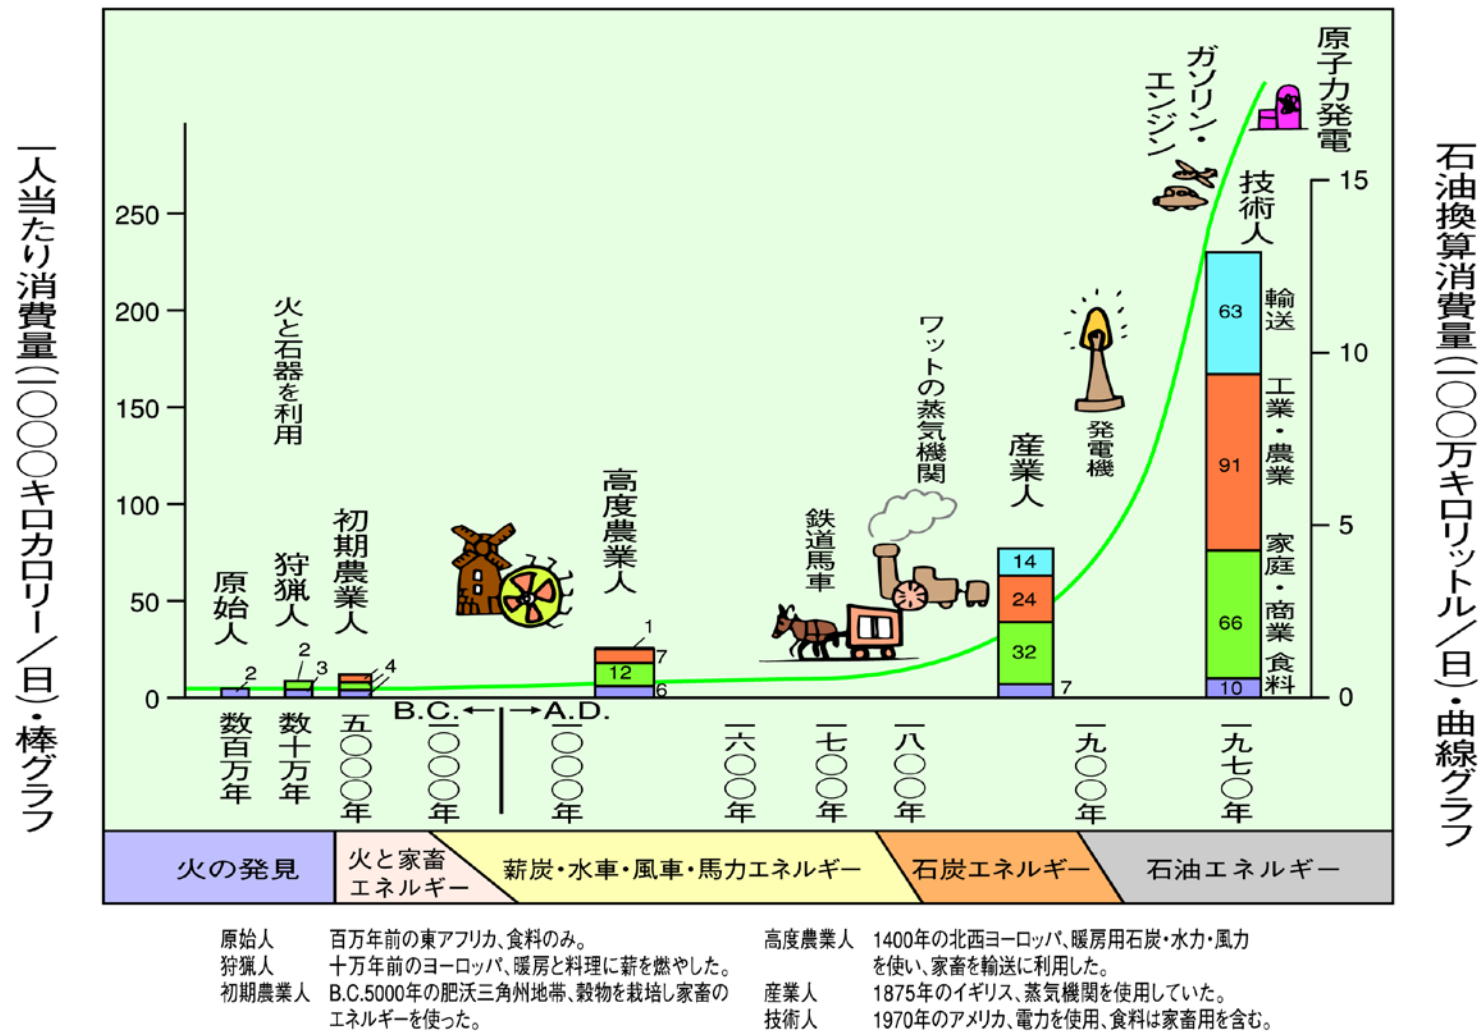 一人当たり消費量(一〇〇〇キロカロリー/日)・棒グラフ
250
200
150
100
50
0
原始人
狩猟人
火と石器を利用
初期農業人
高度農業人
鉄道馬車
ワットの蒸気機関
産業人
発電機
ガソリン・
エンジン
原子力発電
技術人
2
2
3
4
1
7
12
6
14
24
32
7
63
91
66
10
輸送
工業・農業
家庭・商業
食料
15
10
5
0
石油換算消費量(一〇〇万キロリットル/日)・曲線グラフ
B.C.←→A.D.
数百万年
数十万年
五〇〇〇年
一〇〇〇年
一〇〇〇年
一六〇〇年
一七〇〇年
一八〇〇年
一九〇〇年
一九七〇年
火の発見
火と家畜
エネルギー
薪炭・水車・風車・馬力エネルギー
石炭エネルギー
石油エネルギー
原始人 百万年前の東アフリカ、食料のみ。
狩猟人 十万年前のヨーロッパ、暖房と料理に薪を燃やした。
初期農業人 B.C.5000年の肥沃三角州地帯、穀物を栽培し家畜の
エネルギーを使った。
高度農業人 1400年の北西ヨーロッパ、暖房用石炭・水力・風力
を使い、家畜を輸送に利用した。
産業人 1875年のイギリス、蒸気機関を使用していた。
技術人 1970年のアメリカ、電力を使用、食料は家畜用を含む。